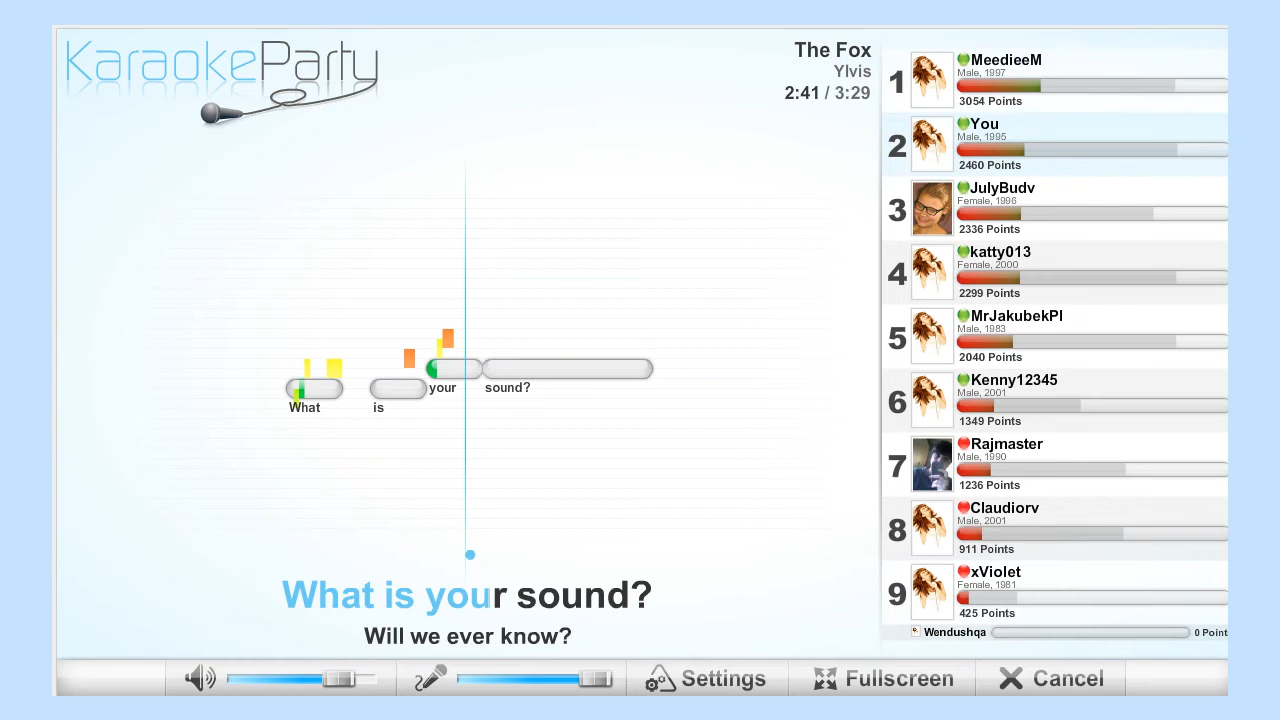 KaraokeParty
The Fox
Ylvis
2:41 / 3:29
What
is
your
sound?
What is your sound?
Will we ever know?
1
MeedieeM
Male, 1997
3054 Points
2
You
Male, 1995
2460 Points
3
JulyBudv
Female, 1996
2336 Points
4
katty013
Female, 2000
2299 Points
5
MrJakubekPl
Male, 1983
2040 Points
6
Kenny12345
Male, 2001
1349 Points
7
Rajmaster
Male, 1990
1236 Points
8
Claudiorv
Male, 2001
911 Points
9
xViolet
Female, 1981
425 Points
Wendushqa 0 Point
Settings
Fullscreen
Cancel